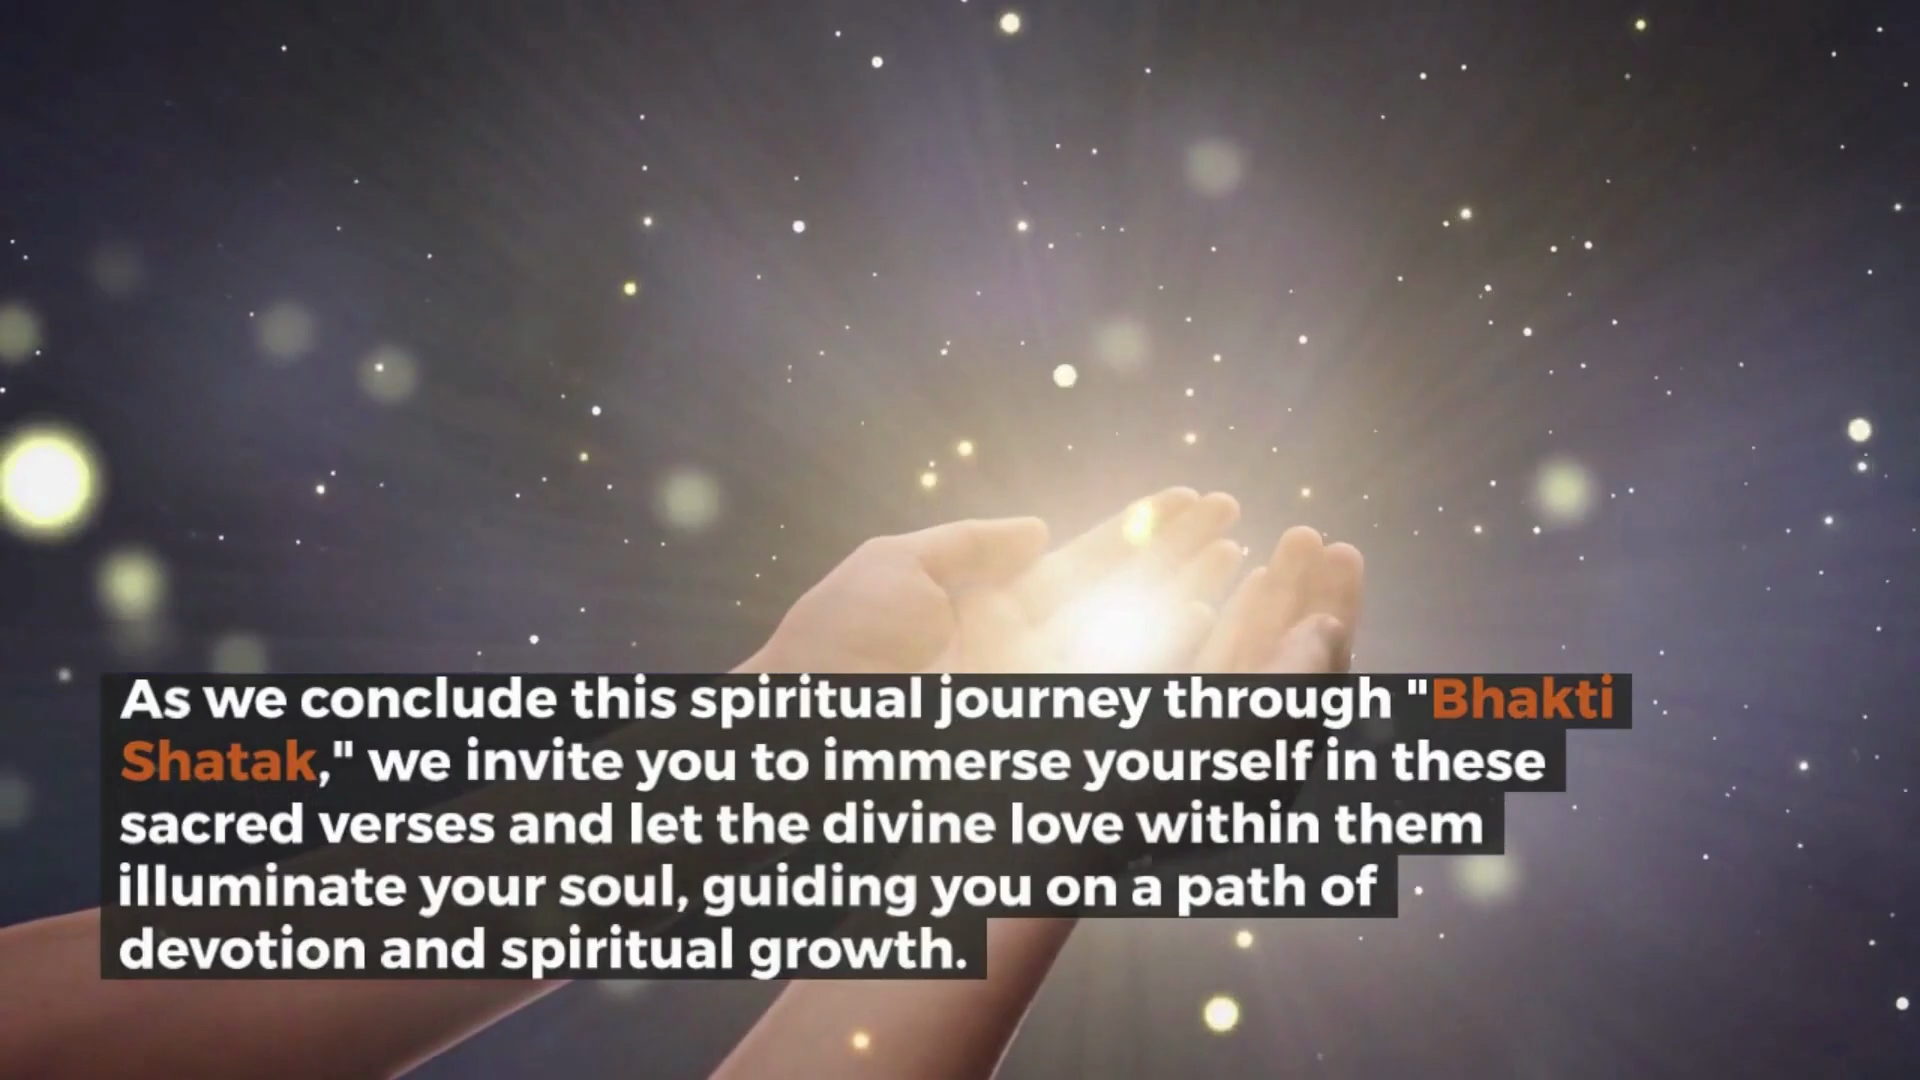 As we conclude this spiritual journey through "Bhakti
Shatak," we invite you to immerse yourself in these
sacred verses and let the divine love within them
illuminate your soul, guiding you on a path of
devotion and spiritual growth.